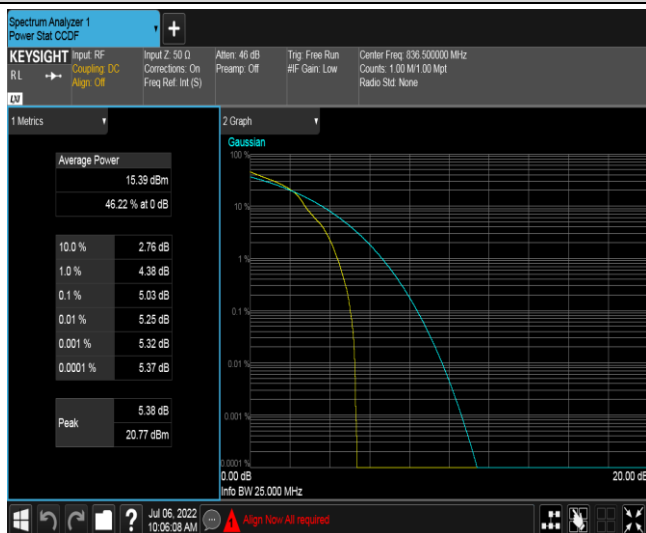 Spectrum Analyzer 1
Power Stat CCDF
+
KEYSIGHT
RL
LXI
Input: RF
Coupling: DC
Align: Off
Input Z: 50 Ω
Corrections: On
Freq Ref: Int (S)
Atten: 46 dB
Preamp: Off
Trig: Free Run
#IF Gain: Low
Center Freq: 836.500000 MHz
Counts: 1.00 M/1.00 Mpt
Radio Std: None
1 Metrics
Average Power
15.39 dBm
46.22 % at 0 dB
10.0 % 2.76 dB
1.0 % 4.38 dB
0.1 % 5.03 dB
0.01 % 5.25 dB
0.001 % 5.32 dB
0.0001 % 5.37 dB
Peak
5.38 dB
20.77 dBm
2 Graph
Gaussian
100 %
10 %
1 %
0.1 %
0.01 %
0.001 %
0.0001 %
0.00 dB
20.00 dB
Info BW 25.000 MHz
?
Jul 06, 2022
10:06:08 AM
Align Now All required